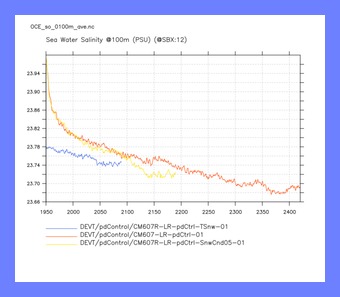 OCE_so_0100m_ave.nc
Sea Water Salinity @100m (PSU) (@SBX:12)
23.94
23.90
23.86
23.82
23.78
23.74
23.70
23.66
1950 2000 2050 2100 2150 2200 2250 2300 2350 2400
DEVT/pdControl/CM607R-LR-pdCtrl-TSnw-01
DEVT/pdControl/CM607-LR-pdCtrl-01
DEVT/pdControl/CM607R-LR-pdCtrl-SnwCnd05-01